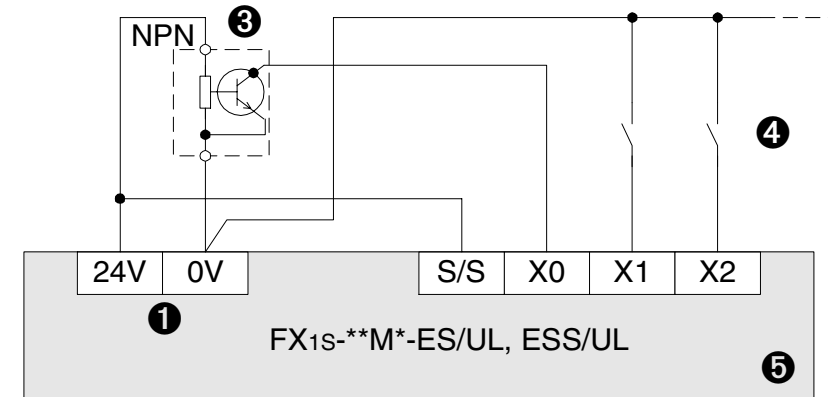 NPN ❸
❹
24V 0V S/S X0 X1 X2
❶
FX1S-**M*-ES/UL, ESS/UL
❺